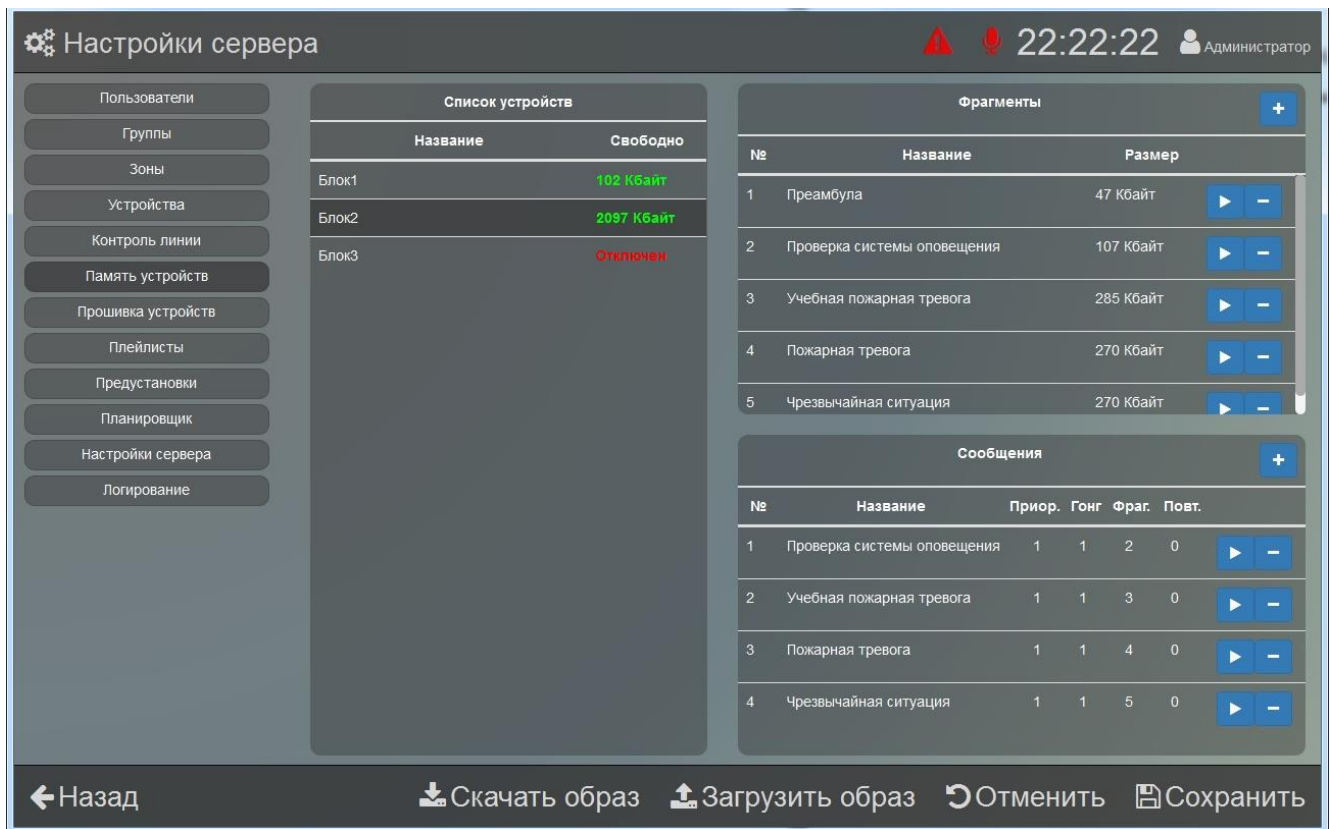 Настройки сервера
22:22:22
Администратор
Пользователи
Группы
Зоны
Устройства
Контроль линии
Память устройств
Прошивка устройств
Плейлисты
Предустановки
Планировщик
Настройки сервера
Логирование
Список устройств
Название Свободно
Блок1 102 Кбайт
Блок2 2097 Кбайт
Блок3 Отключен
Фрагменты
№ Название Размер
1 Преамбула 47 Кбайт
2 Проверка системы оповещения 107 Кбайт
3 Учебная пожарная тревога 285 Кбайт
4 Пожарная тревога 270 Кбайт
5 Чрезвычайная ситуация 270 Кбайт
Сообщения
№ Название Приор. Гонг Фраг. Повт.
1 Проверка системы оповещения 1 1 2 0
2 Учебная пожарная тревога 1 1 3 0
3 Пожарная тревога 1 1 4 0
4 Чрезвычайная ситуация 1 1 5 0
Назад Скачать образ Загрузить образ Отменить Сохранить